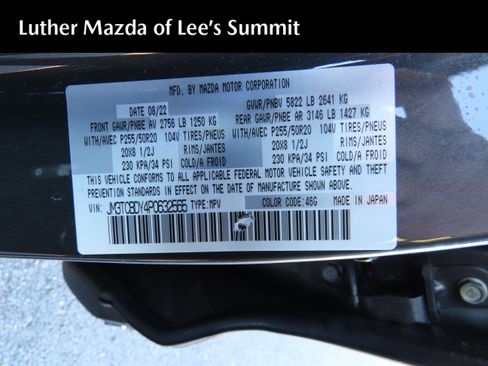 Luther Mazda of Lee's Summit
MFD. BY MAZDA MOTOR CORPORATION
DATE 08/22 GVWR/PNBV 5822 LB 2641 KG
FRONT GAWR/PNBE AV 2756 LB 1250 KG REAR GAWR/PNBE AR 3146 LB 1427 KG
WITH/AVEC P255/50R20 104V TIRES/PNEUS WITH/AVEC P255/50R20 104V TIRES/PNEUS
20X8 1/2J RIMS/JANTES 20X8 1/2J RIMS/JANTES
230 KPA/34 PSI COLD/A FROID 230 KPA/34 PSI COLD/A FROID
THIS VEHICLE CONFORMS TO ALL APPLICABLE FEDERAL MOTOR VEHICLE SAFETY AND THEFT
PREVENTION STANDARDS IN EFFECT ON THE DATE OF MANUFACTURE SHOWN ABOVE.
VIN: JM3TCBDY4P0632565 TYPE:MPV COLOR CODE:46G MADE IN JAPAN